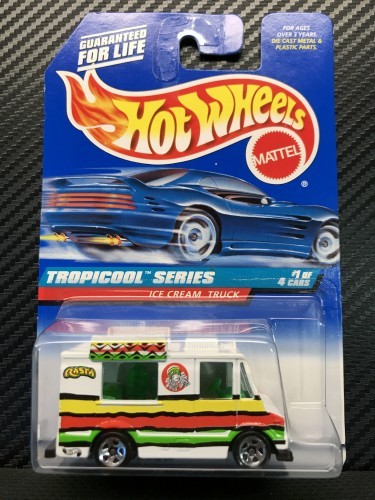 GUARANTEED
FOR LIFE
FOR AGES
OVER 3 YEARS.
DIE CAST METAL &
PLASTIC PARTS.
HOT WHEELS
MATTEL
®
TROPICOOL™ SERIES
#1 OF
4 CARS
ICE CREAM TRUCK
RASTA